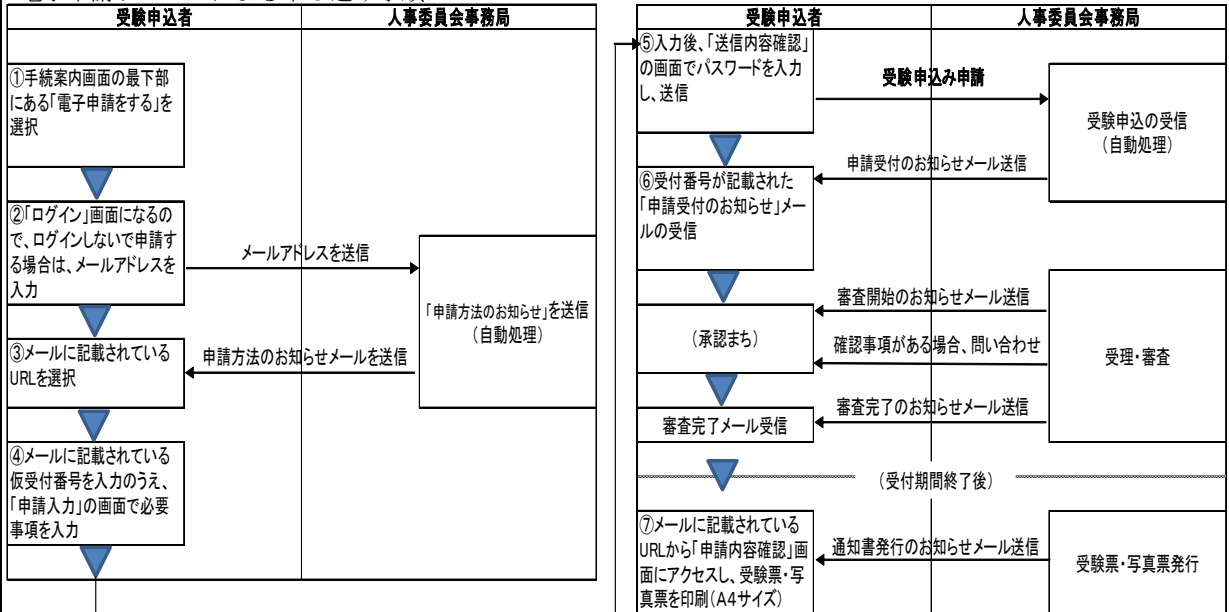 受験申込者
人事委員会事務局
①手続案内画面の最下部
にある「電子申請をする」を
選択
②「ログイン」画面になるの
で、ログインしないで申請す
る場合は、メールアドレスを
入力
メールアドレスを送信
「申請方法のお知らせ」を送信
(自動処理)
③メールに記載されている
URLを選択
申請方法のお知らせメールを送信
④メールに記載されている
仮受付番号を入力のうえ、
「申請入力」の画面で必要
事項を入力
受験申込者
人事委員会事務局
⑤入力後、「送信内容確認」
の画面でパスワードを入力
し、送信
受験申込み申請
受験申込の受信
(自動処理)
申請受付のお知らせメール送信
⑥受付番号が記載された
「申請受付のお知らせ」メー
ルの受信
審査開始のお知らせメール送信
(承認まち)
確認事項がある場合、問い合わせ
受理・審査
審査完了のお知らせメール送信
審査完了メール受信
(受付期間終了後)
⑦メールに記載されている
URLから「申請内容確認」画
面にアクセスし、受験票・写
真票を印刷(A4サイズ)
通知書発行のお知らせメール送信
受験票・写真票発行